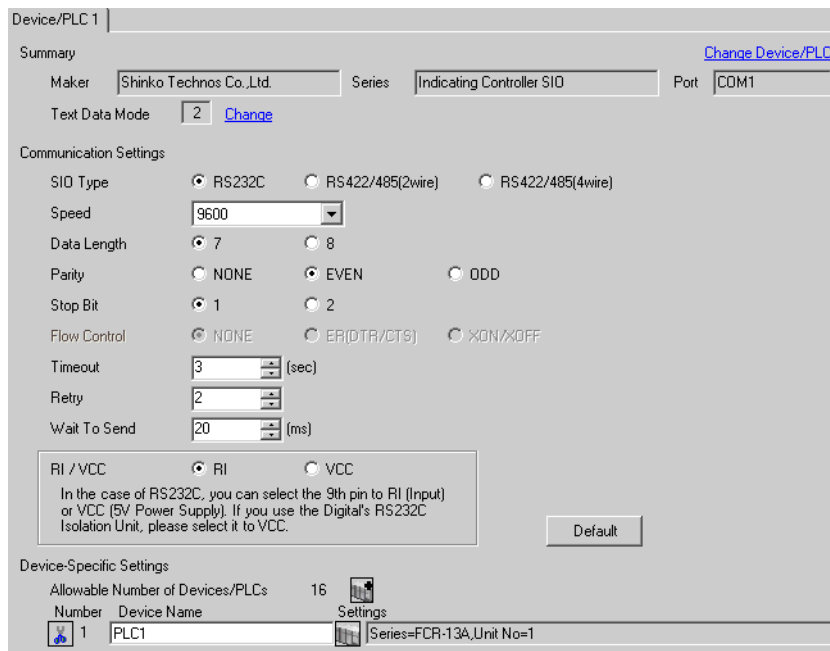 Device/PLC 1
Summary Change Device/PLC
Maker Shinko Technos Co.,Ltd. Series Indicating Controller SIO Port COM1
Text Data Mode 2 Change
Communication Settings
SIO Type RS232C RS422/485(2wire) RS422/485(4wire)
Speed 9600
Data Length 7 8
Parity NONE EVEN ODD
Stop Bit 1 2
Flow Control NONE ER(DTR/CTS) XON/XOFF
Timeout 3 (sec)
Retry 2
Wait To Send 20 (ms)
RI / VCC RI VCC
In the case of RS232C, you can select the 9th pin to RI (Input)
or VCC (5V Power Supply). If you use the Digital's RS232C
Isolation Unit, please select it to VCC.
Default
Device-Specific Settings
Allowable Number of Devices/PLCs 16
Number Device Name Settings
1 PLC1 Series=FCR-13A,Unit No=1